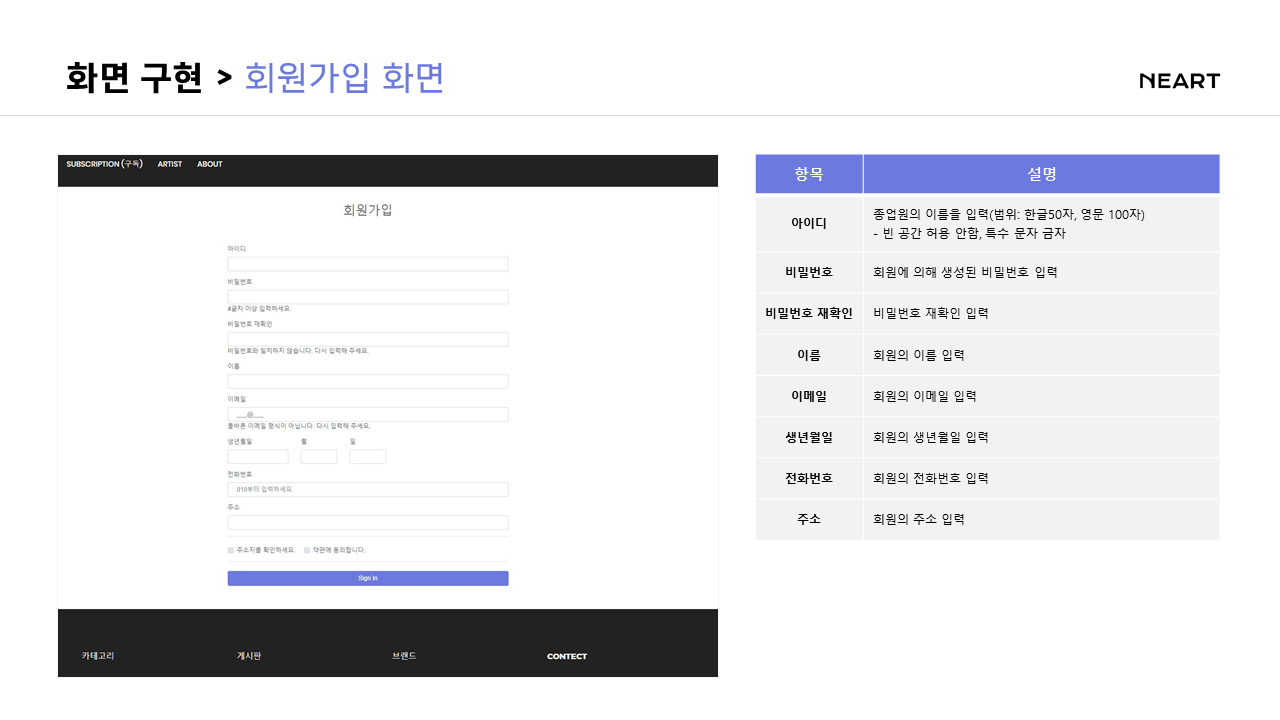 화면 구현 > 회원가입 화면
NEART
SUBSCRIPTION (구독) ARTIST ABOUT
회원가입
아이디
비밀번호
4글자 이상 입력하세요.
비밀번호 재확인
비밀번호와 일치하지 않습니다. 다시 입력해 주세요.
이름
이메일
___@___
올바른 이메일 형식이 아닙니다. 다시 입력해 주세요.
생년월일 월 일
전화번호
010부터 입력하세요.
주소
주소지를 확인하세요. 약관에 동의합니다.
Sign In
카테고리 게시판 브랜드 CONTECT
항목 설명
아이디 종업원의 이름을 입력(범위: 한글50자, 영문 100자)
- 빈 공간 허용 안함, 특수 문자 금자
비밀번호 회원에 의해 생성된 비밀번호 입력
비밀번호 재확인 비밀번호 재확인 입력
이름 회원의 이름 입력
이메일 회원의 이메일 입력
생년월일 회원의 생년월일 입력
전화번호 회원의 전화번호 입력
주소 회원의 주소 입력